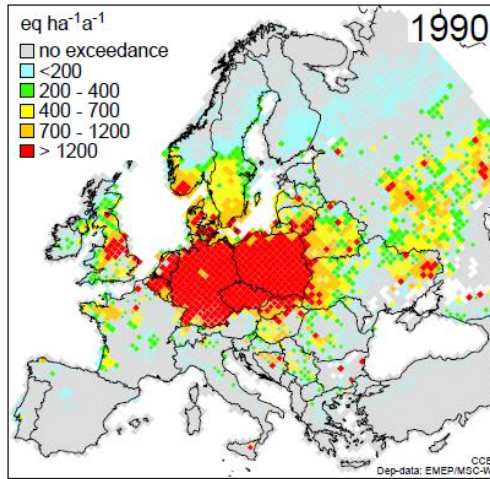 eq ha-1a-1
1990
no exceedance
<200
200 - 400
400 - 700
700 - 1200
> 1200
CCE
Dep-data: EMEP/MSC-W